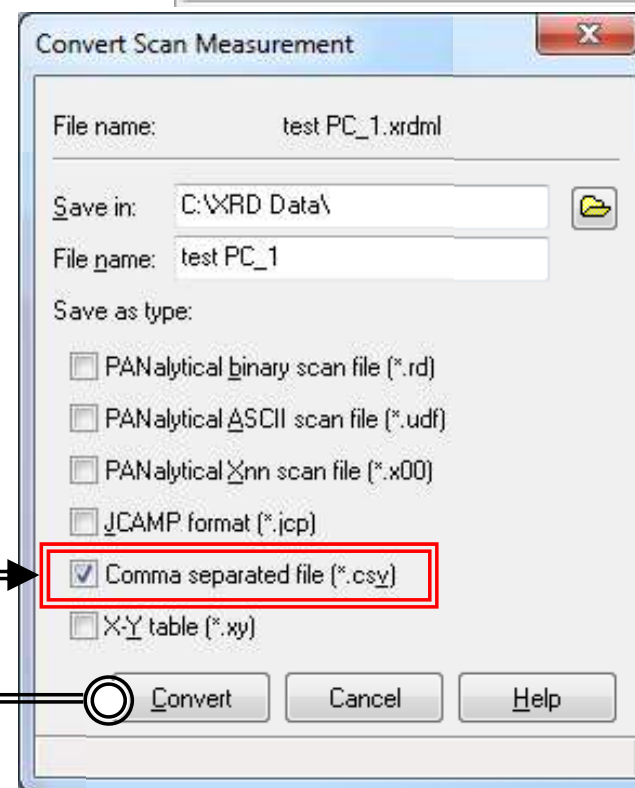 Convert Scan Measurement
File name: test PC_1.xrdml
Save in: C:\XRD Data\
File name: test PC_1
Save as type:
PANalytical binary scan file (*.rd)
PANalytical ASCII scan file (*.udf)
PANalytical Xnn scan file (*.x00)
JCAMP format (*.jcp)
Comma separated file (*.csv)
X-Y table (*.xy)
Convert Cancel Help